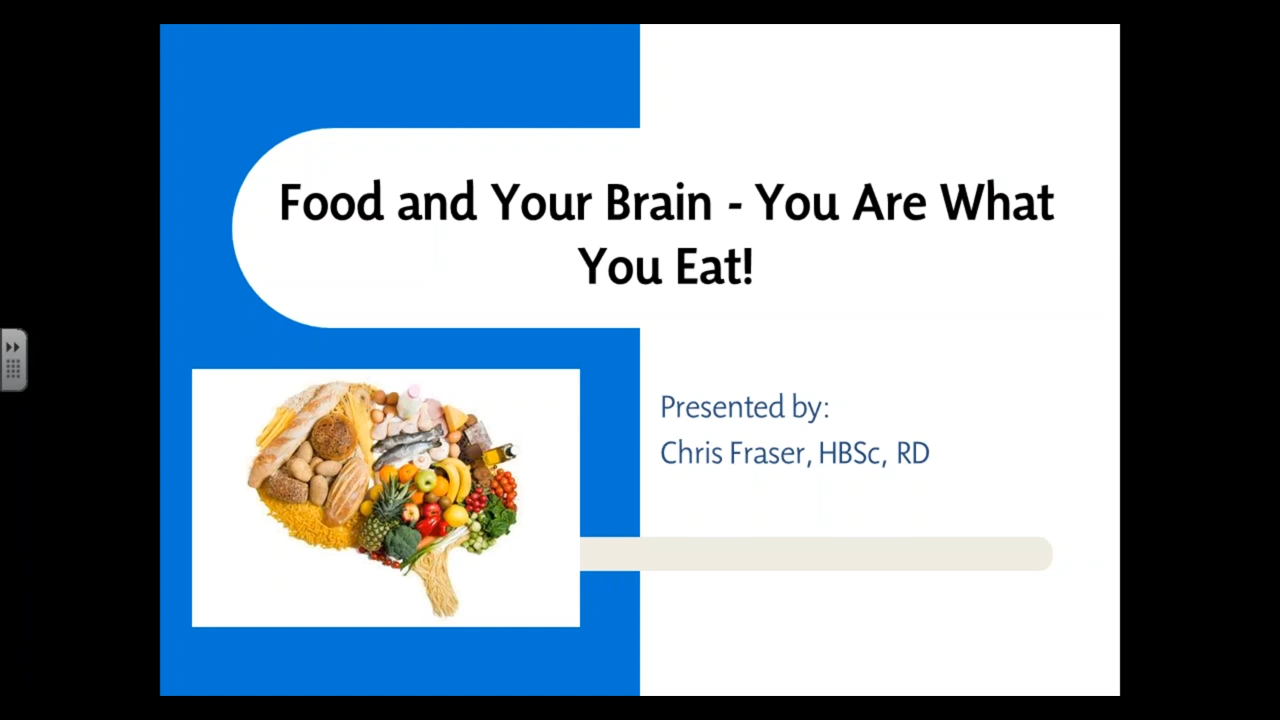 Food and Your Brain - You Are What
You Eat!
Presented by:
Chris Fraser, HBSc, RD